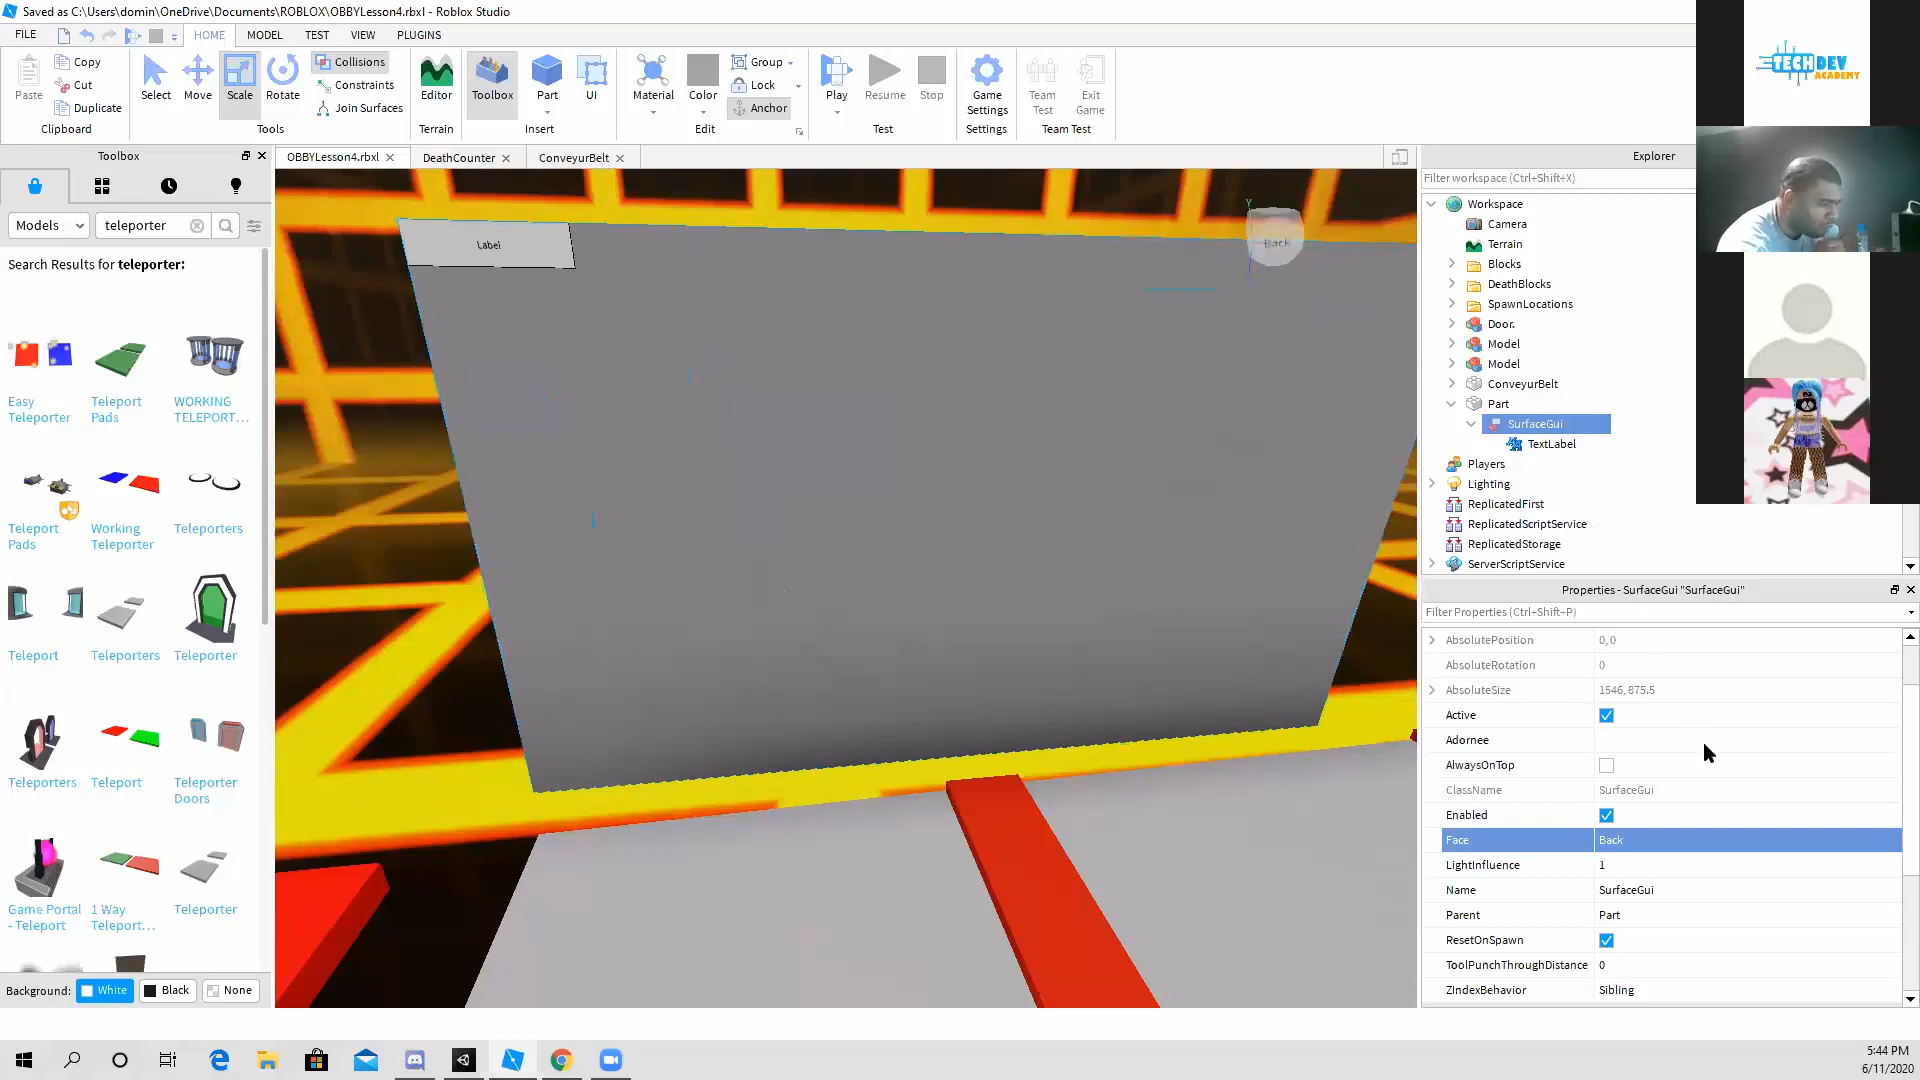 Saved as C:\Users\domin\OneDrive\Documents\ROBLOX\OBBYLesson4.rbxl - Roblox Studio
FILE HOME MODEL TEST VIEW PLUGINS
Paste Copy Cut Duplicate Clipboard
Select Move Scale Rotate Collisions Constraints Join Surfaces Tools
Editor Terrain
Toolbox Part UI Insert
Material Color Group Lock Anchor Edit
Play Resume Stop Test
Game Settings Settings
Team Test Exit Game Team Test
TECHDEV
ACADEMY
Toolbox
Models teleporter
Search Results for teleporter:
Easy Teleporter
Teleport Pads
WORKING TELEPORT...
Teleport Pads
Working Teleporter
Teleporters
Teleport
Teleporters
Teleporter
Teleporters
Teleport
Teleporter Doors
Game Portal - Teleport
1 Way Teleport...
Teleporter
Background: White Black None
OBBYLesson4.rbxl DeathCounter ConveyurBelt
Label
Back
Y
Explorer
Filter workspace (Ctrl+Shift+X)
Workspace
Camera
Terrain
Blocks
DeathBlocks
SpawnLocations
Door.
Model
Model
ConveyurBelt
Part
SurfaceGui
TextLabel
Players
Lighting
ReplicatedFirst
ReplicatedScriptService
ReplicatedStorage
ServerScriptService
Properties - SurfaceGui "SurfaceGui"
Filter Properties (Ctrl+Shift+P)
AbsolutePosition 0, 0
AbsoluteRotation 0
AbsoluteSize 1546, 875.5
Active
Adornee
AlwaysOnTop
ClassName SurfaceGui
Enabled
Face Back
LightInfluence 1
Name SurfaceGui
Parent Part
ResetOnSpawn
ToolPunchThroughDistance 0
ZIndexBehavior Sibling
5:44 PM
6/11/2020